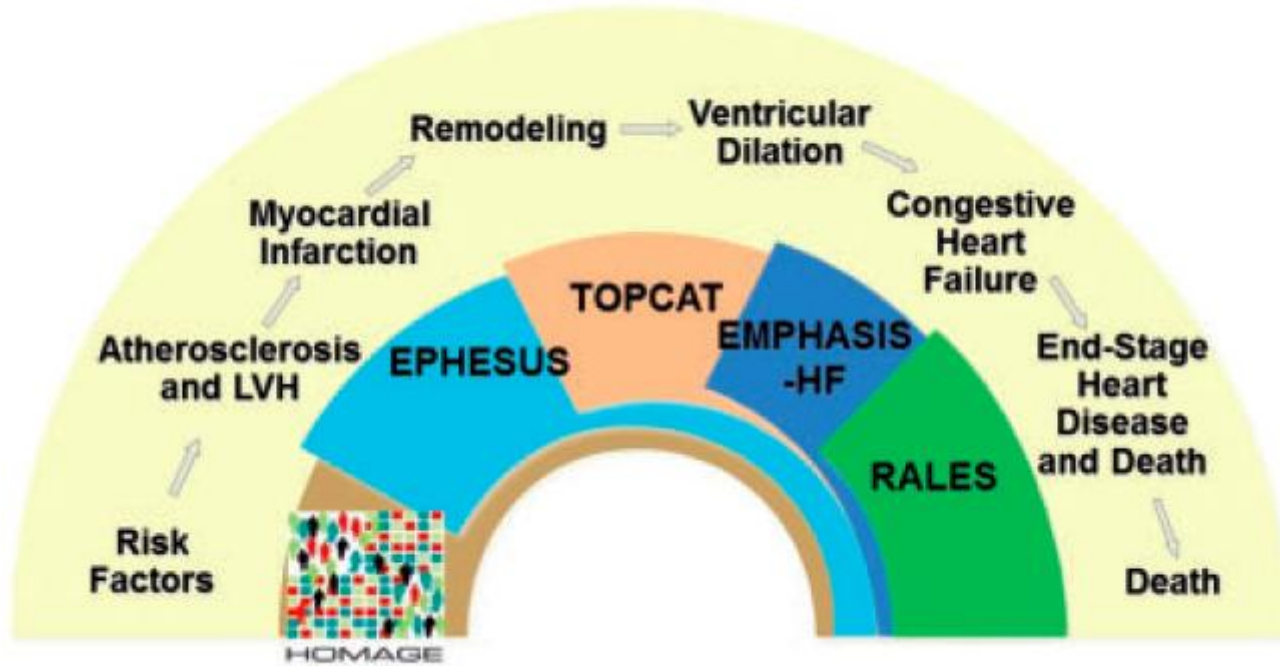 Risk
Factors
Atherosclerosis
and LVH
Myocardial
Infarction
Remodeling
Ventricular
Dilation
Congestive
Heart
Failure
End-Stage
Heart
Disease
and Death
Death
HOMAGE
EPHESUS
TOPCAT
EMPHASIS
-HF
RALES